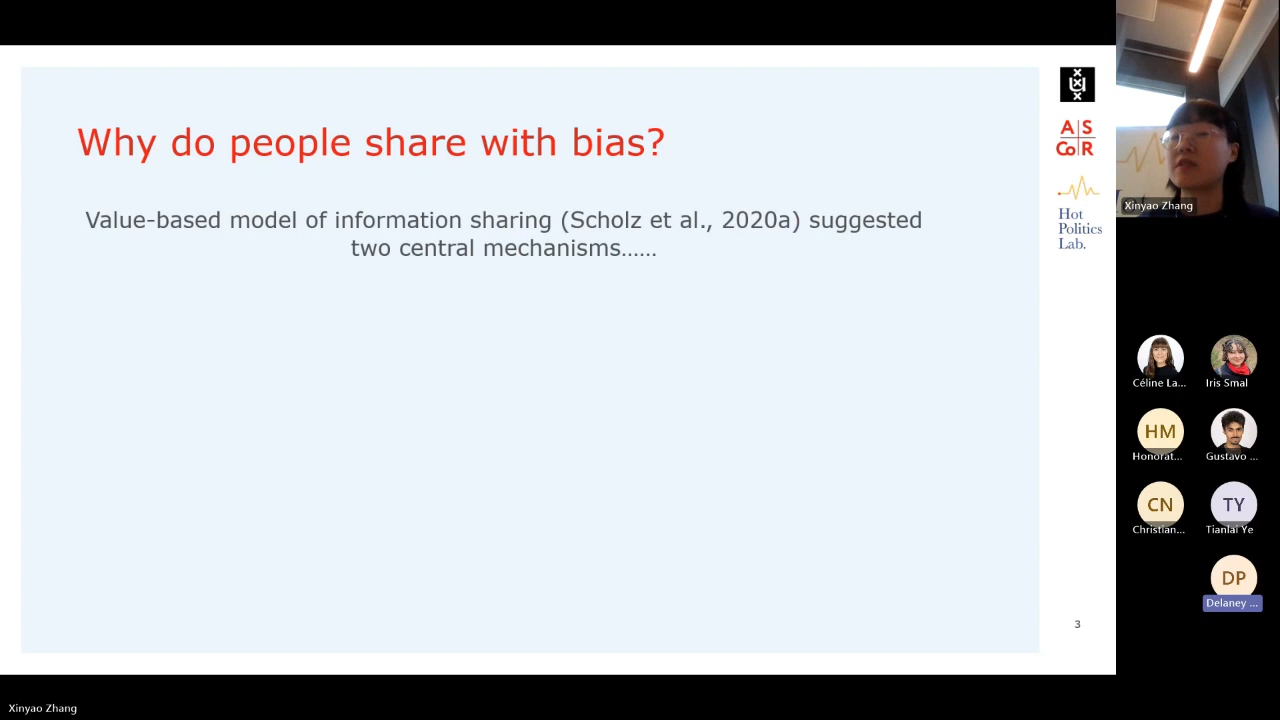 Why do people share with bias?
Value-based model of information sharing (Scholz et al., 2020a) suggested
two central mechanisms……
3
A|S
Co|R
Hot
Politics
Lab.
Xinyao Zhang
Céline La...
Iris Smal
HM
Honorat...
Gustavo ...
CN
Christian...
TY
Tianlai Ye
DP
Delaney ...
Xinyao Zhang